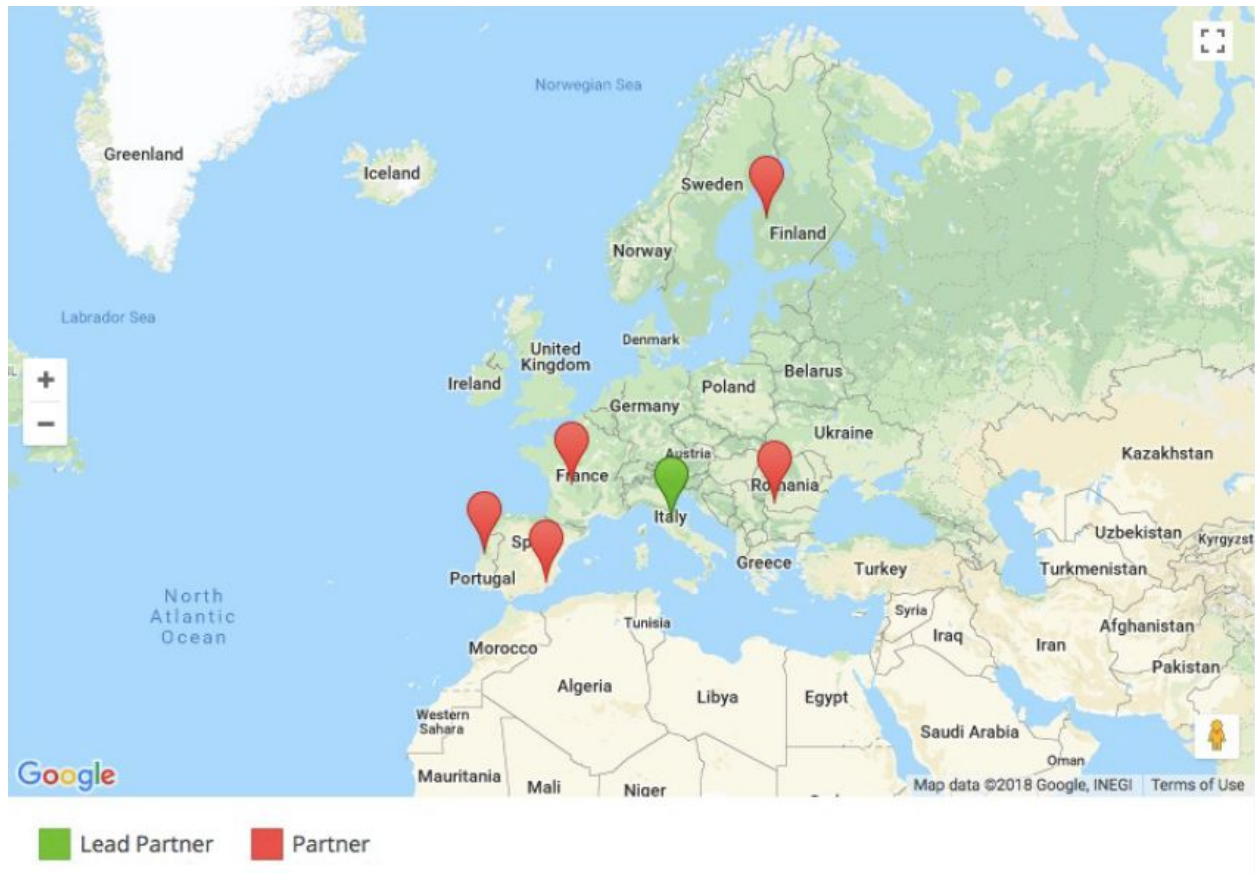 Norwegian Sea
Greenland
Iceland
Sweden
Finland
Norway
Labrador Sea
Denmark
United
Kingdom
Ireland
Belarus
Poland
Germany
Ukraine
Austria
Kazakhstan
France
Romania
Italy
Uzbekistan
Kyrgyzst
Sp
Greece
Turkey
Turkmenistan
Portugal
North
Atlantic
Ocean
Syria
Tunisia
Afghanistan
Iraq
Iran
Morocco
Pakistan
Algeria
Libya
Egypt
Western
Sahara
Saudi Arabia
Oman
Mauritania
Mali
Niger
Google
Map data ©2018 Google, INEGI
Terms of Use
Lead Partner
Partner